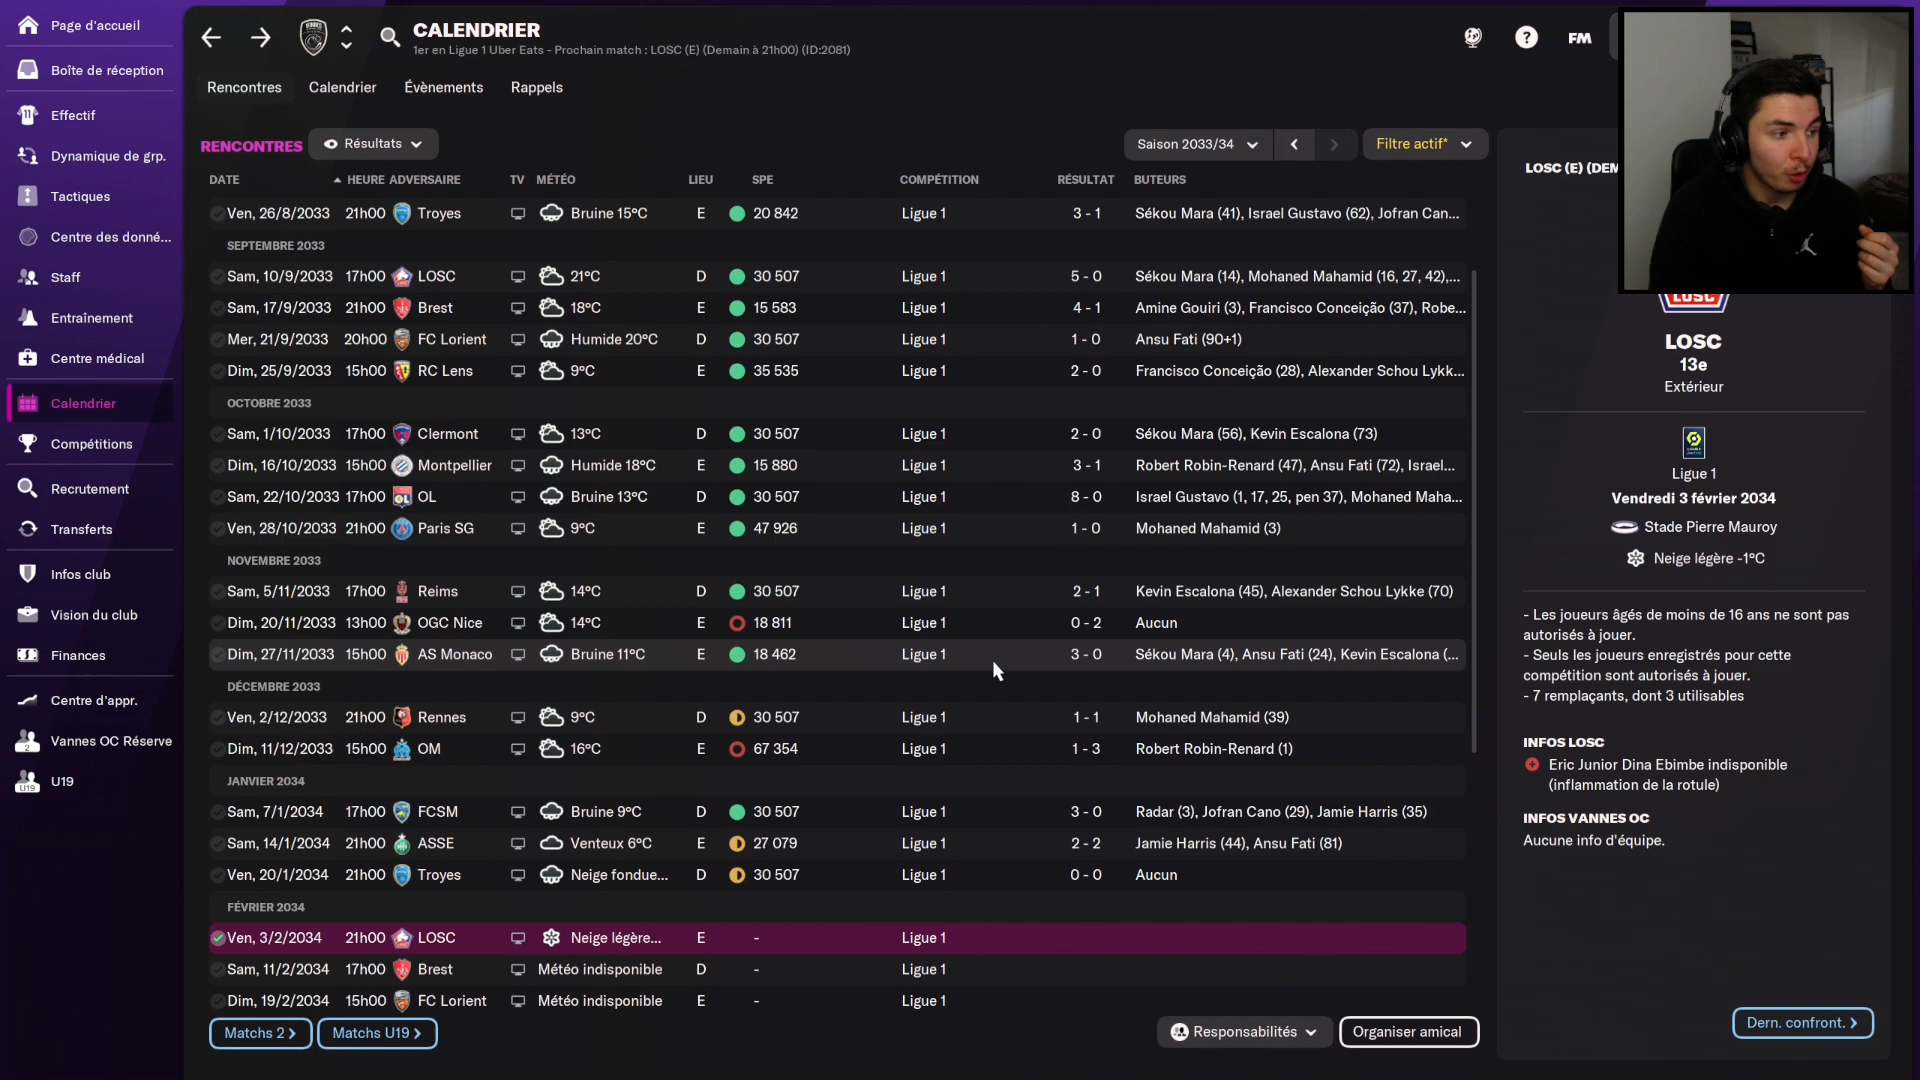 Page d'accueil
Boîte de réception
Effectif
Dynamique de grp.
Tactiques
Centre des donné...
Staff
Entraînement
Centre médical
Calendrier
Compétitions
Recrutement
Transferts
Infos club
Vision du club
Finances
Centre d'appr.
Vannes OC Réserve
U19
CALENDRIER
1er en Ligue 1 Uber Eats - Prochain match : LOSC (E) (Demain à 21h00) (ID:2081)
FM
Rencontres Calendrier Évènements Rappels
RENCONTRES Résultats Saison 2033/34 Filtre actif*
DATE HEURE ADVERSAIRE TV MÉTÉO LIEU SPE COMPÉTITION RÉSULTAT BUTEURS
Ven, 26/8/2033 21h00 Troyes Bruine 15°C E 20 842 Ligue 1 3 - 1 Sékou Mara (41), Israel Gustavo (62), Jofran Can...
SEPTEMBRE 2033
Sam, 10/9/2033 17h00 LOSC 21°C D 30 507 Ligue 1 5 - 0 Sékou Mara (14), Mohaned Mahamid (16, 27, 42),...
Sam, 17/9/2033 21h00 Brest 18°C E 15 583 Ligue 1 4 - 1 Amine Gouiri (3), Francisco Conceição (37), Robe...
Mer, 21/9/2033 20h00 FC Lorient Humide 20°C D 30 507 Ligue 1 1 - 0 Ansu Fati (90+1)
Dim, 25/9/2033 15h00 RC Lens 9°C E 35 535 Ligue 1 2 - 0 Francisco Conceição (28), Alexander Schou Lykk...
OCTOBRE 2033
Sam, 1/10/2033 17h00 Clermont 13°C D 30 507 Ligue 1 2 - 0 Sékou Mara (56), Kevin Escalona (73)
Dim, 16/10/2033 15h00 Montpellier Humide 18°C E 15 880 Ligue 1 3 - 1 Robert Robin-Renard (47), Ansu Fati (72), Israel...
Sam, 22/10/2033 17h00 OL Bruine 13°C D 30 507 Ligue 1 8 - 0 Israel Gustavo (1, 17, 25, pen 37), Mohaned Maha...
Ven, 28/10/2033 21h00 Paris SG 9°C E 47 926 Ligue 1 1 - 0 Mohaned Mahamid (3)
NOVEMBRE 2033
Sam, 5/11/2033 17h00 Reims 14°C D 30 507 Ligue 1 2 - 1 Kevin Escalona (45), Alexander Schou Lykke (70)
Dim, 20/11/2033 13h00 OGC Nice 14°C E 18 811 Ligue 1 0 - 2 Aucun
Dim, 27/11/2033 15h00 AS Monaco Bruine 11°C E 18 462 Ligue 1 3 - 0 Sékou Mara (4), Ansu Fati (24), Kevin Escalona (...
DÉCEMBRE 2033
Ven, 2/12/2033 21h00 Rennes 9°C D 30 507 Ligue 1 1 - 1 Mohaned Mahamid (39)
Dim, 11/12/2033 15h00 OM 16°C E 67 354 Ligue 1 1 - 3 Robert Robin-Renard (1)
JANVIER 2034
Sam, 7/1/2034 17h00 FCSM Bruine 9°C D 30 507 Ligue 1 3 - 0 Radar (3), Jofran Cano (29), Jamie Harris (35)
Sam, 14/1/2034 21h00 ASSE Venteux 6°C E 27 079 Ligue 1 2 - 2 Jamie Harris (44), Ansu Fati (81)
Ven, 20/1/2034 21h00 Troyes Neige fondue... D 30 507 Ligue 1 0 - 0 Aucun
FÉVRIER 2034
Ven, 3/2/2034 21h00 LOSC Neige légère... E - Ligue 1
Sam, 11/2/2034 17h00 Brest Météo indisponible D - Ligue 1
Dim, 19/2/2034 15h00 FC Lorient Météo indisponible E - Ligue 1
Matchs 2 Matchs U19 Responsabilités Organiser amical
LOSC (E) (DEM
LOSC
LOSC
13e
Extérieur
Ligue 1
Vendredi 3 février 2034
Stade Pierre Mauroy
Neige légère -1°C
- Les joueurs âgés de moins de 16 ans ne sont pas
autorisés à jouer.
- Seuls les joueurs enregistrés pour cette
compétition sont autorisés à jouer.
- 7 remplaçants, dont 3 utilisables
INFOS LOSC
Eric Junior Dina Ebimbe indisponible
(inflammation de la rotule)
INFOS VANNES OC
Aucune info d'équipe.
Dern. confront.